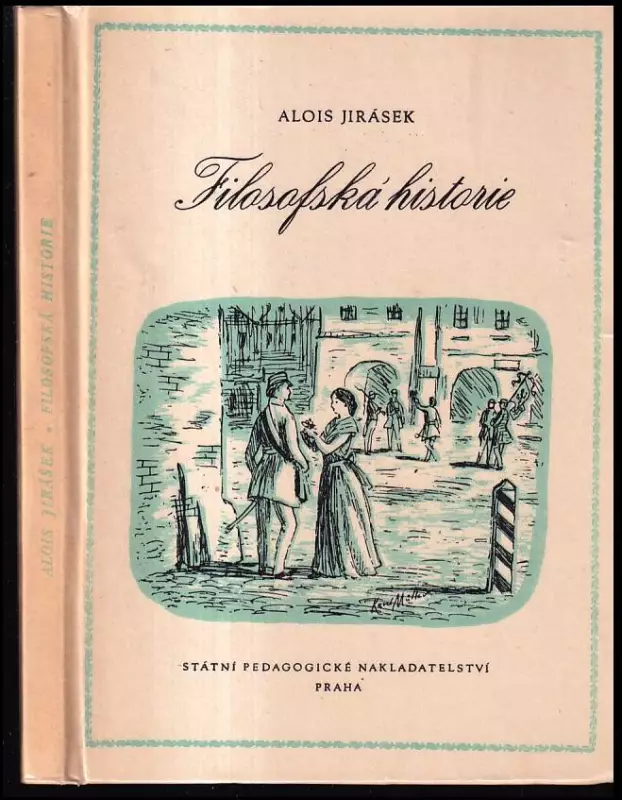 ALOIS JIRÁSEK
Filosofská historie
STÁTNÍ PEDAGOGICKÉ NAKLADATELSTVÍ
PRAHA
ALOIS JIRÁSEK • FILOSOFSKÁ HISTORIE